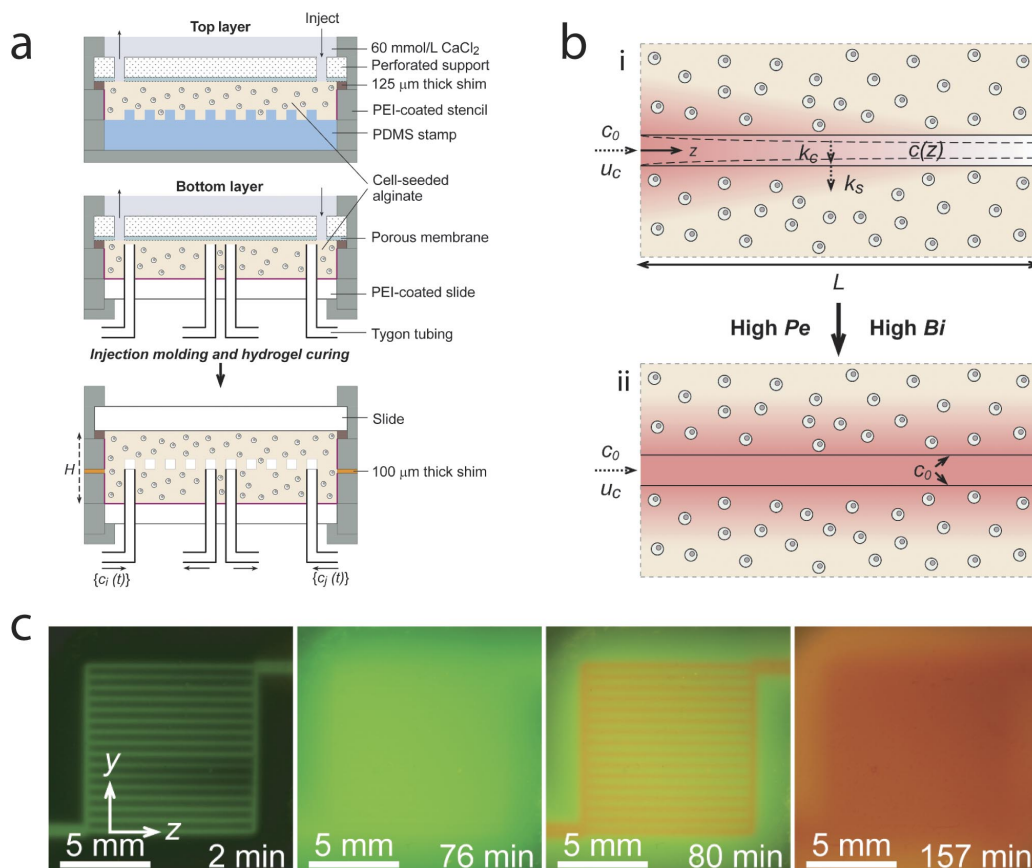 a
Top layer
Inject
60 mmol/L CaCl2
Perforated support
125 μm thick shim
PEI-coated stencil
PDMS stamp
Bottom layer
Cell-seeded
alginate
Porous membrane
PEI-coated slide
Tygon tubing
Injection molding and hydrogel curing
Slide
H
100 μm thick shim
{ci (t)}
{cj (t)}
b
i
c0
uc
z
kc
c(z)
ks
L
High Pe
High Bi
ii
c0
uc
c0
c
y
z
5 mm
2 min
5 mm
76 min
5 mm
80 min
5 mm
157 min